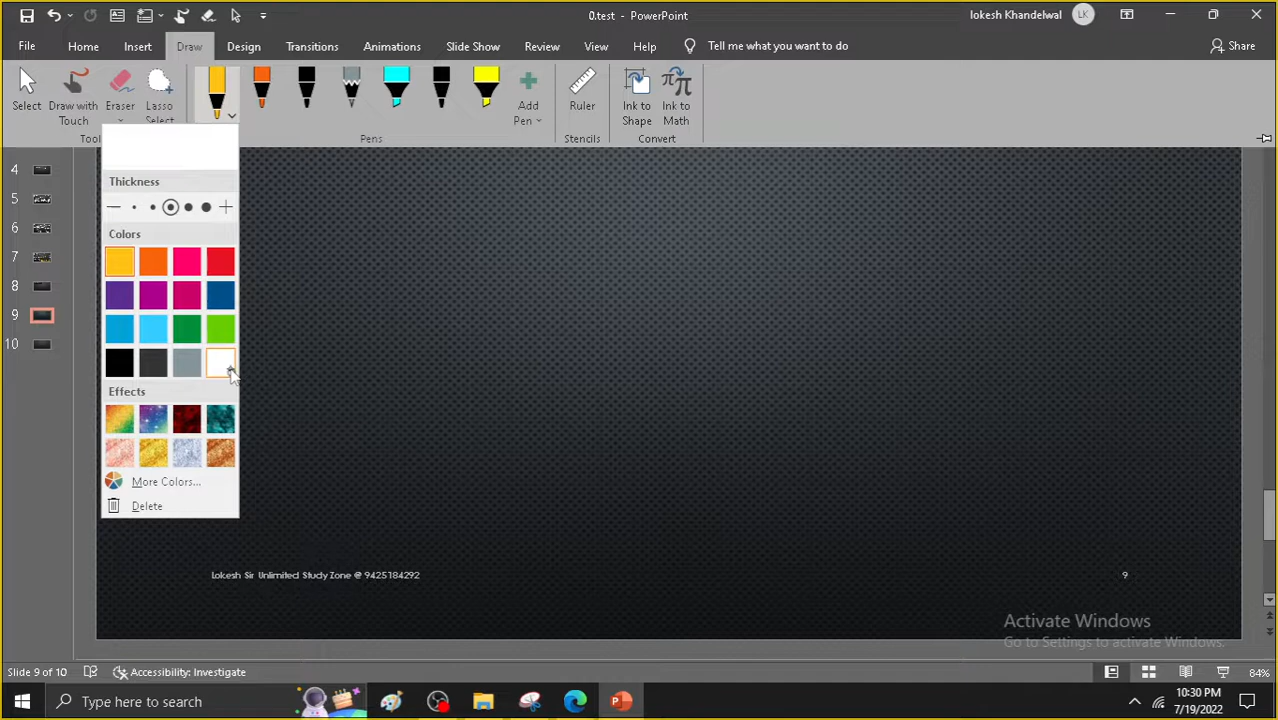 0.test - PowerPoint
lokesh Khandelwal
LK
File Home Insert Draw Design Transitions Animations Slide Show Review View Help Tell me what you want to do
Share
Select
Draw with Touch
Eraser
Lasso Select
Add Pen
Ruler
Ink to Shape
Ink to Math
Pens
Stencils
Convert
Tool
Thickness
Colors
Effects
More Colors...
Delete
4
5
6
7
8
9
10
Lokesh Sir Unlimited Study Zone @ 9425184292
9
Activate Windows
Go to Settings to activate Windows.
Slide 9 of 10
Accessibility: Investigate
84%
Type here to search
10:30 PM
7/19/2022